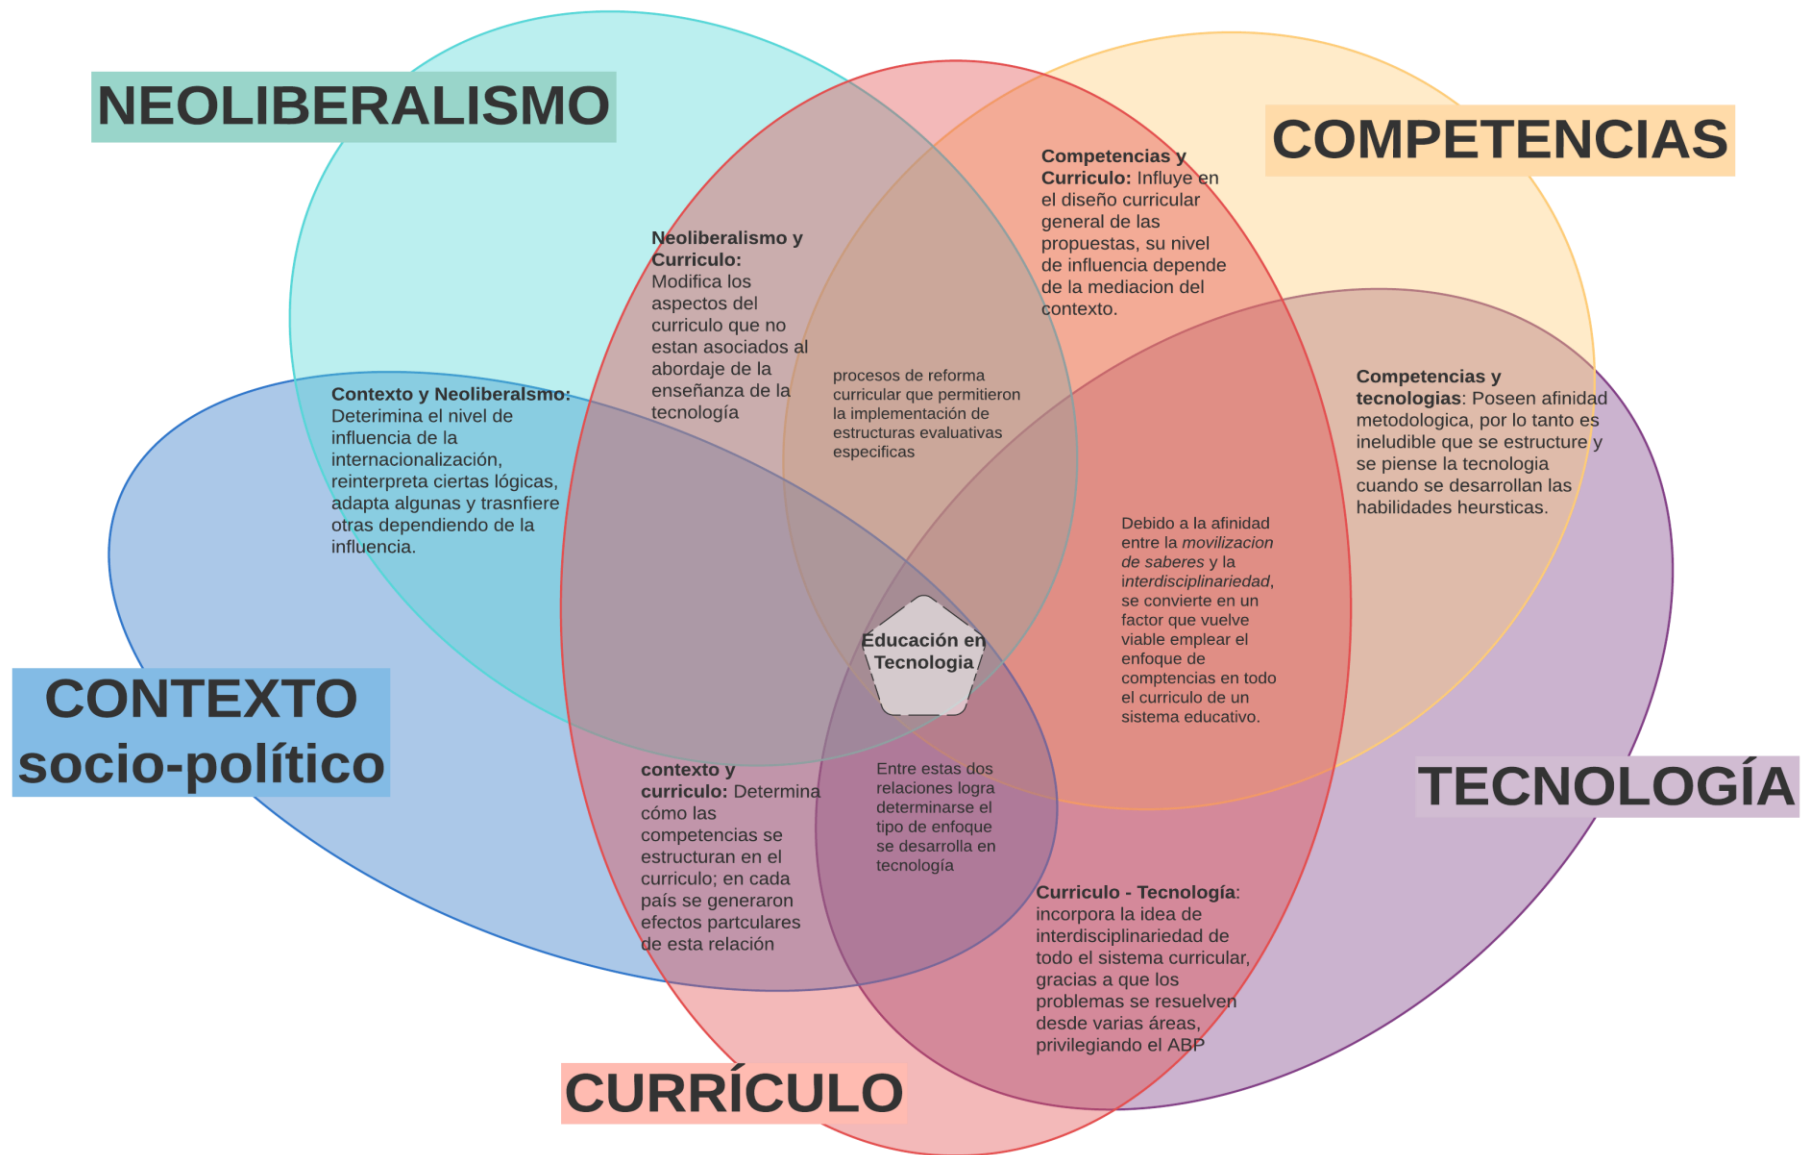 NEOLIBERALISMO
COMPETENCIAS
Competencias y
Curriculo: Influye en
el diseño curricular
general de las
propuestas, su nivel
de influencia depende
de la mediacion del
contexto.
Neoliberalismo y
Curriculo:
Modifica los
aspectos del
curriculo que no
estan asociados al
abordaje de la
enseñanza de la
tecnología
procesos de reforma
curricular que permitieron
la implementación de
estructuras evaluativas
especificas
Competencias y
tecnologias: Poseen afinidad
metodologica, por lo tanto es
ineludible que se estructure y
se piense la tecnologia
cuando se desarrollan las
habilidades heursticas.
Contexto y Neoliberalsmo:
Deterimina el nivel de
influencia de la
internacionalización,
reinterpreta ciertas lógicas,
adapta algunas y trasnfiere
otras dependiendo de la
influencia.
Debido a la afinidad
entre la movilizacion
de saberes y la
interdisciplinariedad,
se convierte en un
factor que vuelve
viable emplear el
enfoque de
comptencias en todo
el curriculo de un
sistema educativo.
Educación en
Tecnologia
CONTEXTO
socio-político
TECNOLOGÍA
contexto y
curriculo: Determina
cómo las
competencias se
estructuran en el
curriculo; en cada
país se generaron
efectos partculares
de esta relación
Entre estas dos
relaciones logra
determinarse el
tipo de enfoque
se desarrolla en
tecnología
Curriculo - Tecnología:
incorpora la idea de
interdisciplinariedad de
todo el sistema curricular,
gracias a que los
problemas se resuelven
desde varias áreas,
privilegiando el ABP
CURRÍCULO